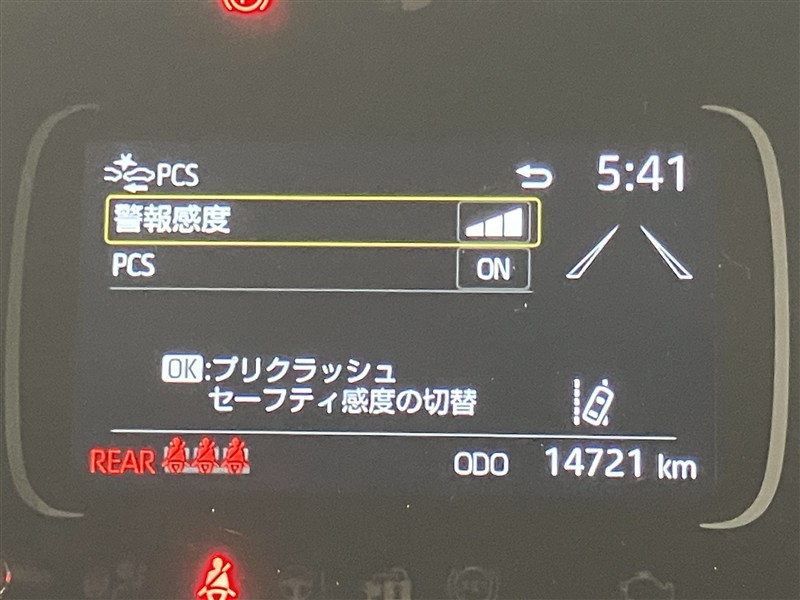 PCS
5:41
警報感度
PCS ON
OK:プリクラッシュ
セーフティ感度の切替
REAR ODO 14721 km